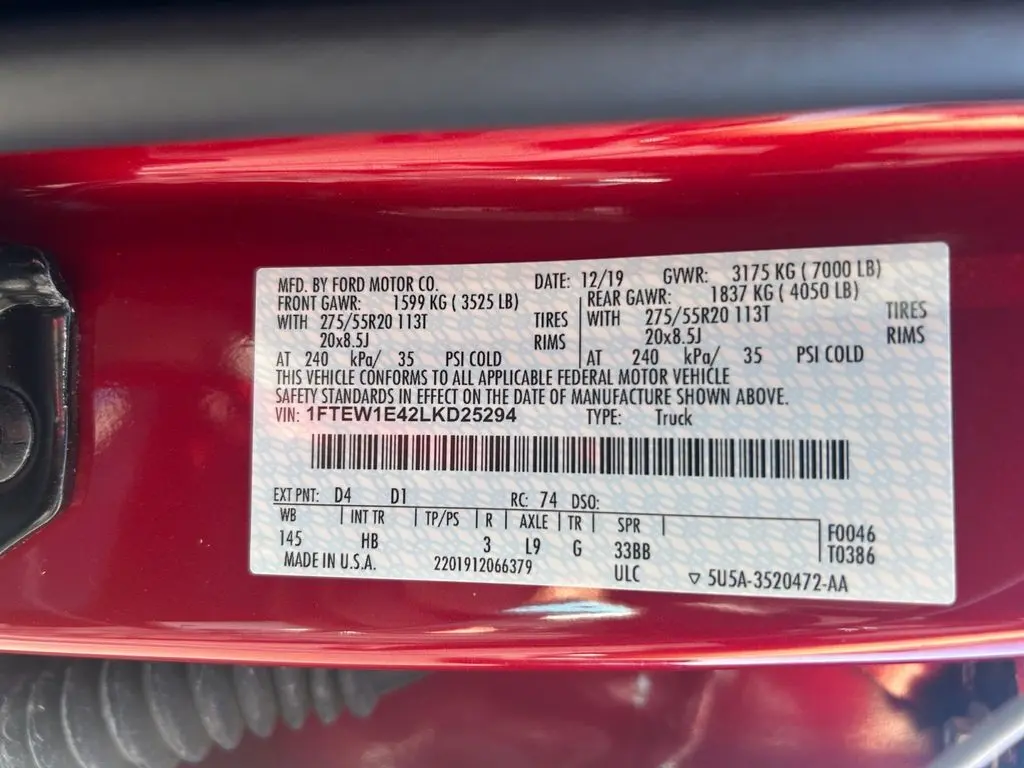 MFD. BY FORD MOTOR CO. DATE: 12/19 GVWR: 3175 KG ( 7000 LB)
FRONT GAWR: 1599 KG ( 3525 LB) REAR GAWR: 1837 KG ( 4050 LB)
WITH 275/55R20 113T TIRES WITH 275/55R20 113T TIRES
20x8.5J RIMS 20x8.5J RIMS
AT 240 kPa/ 35 PSI COLD AT 240 kPa/ 35 PSI COLD
THIS VEHICLE CONFORMS TO ALL APPLICABLE FEDERAL MOTOR VEHICLE
SAFETY STANDARDS IN EFFECT ON THE DATE OF MANUFACTURE SHOWN ABOVE.
VIN: 1FTEW1E42LKD25294 TYPE: Truck
EXT PNT: D4 D1 RC: 74 DSO:
WB INT TR TP/PS R AXLE TR SPR F0046
145 HB 3 L9 G 33BB T0386
MADE IN U.S.A. 2201912066379 ULC ▽ 5U5A-3520472-AA